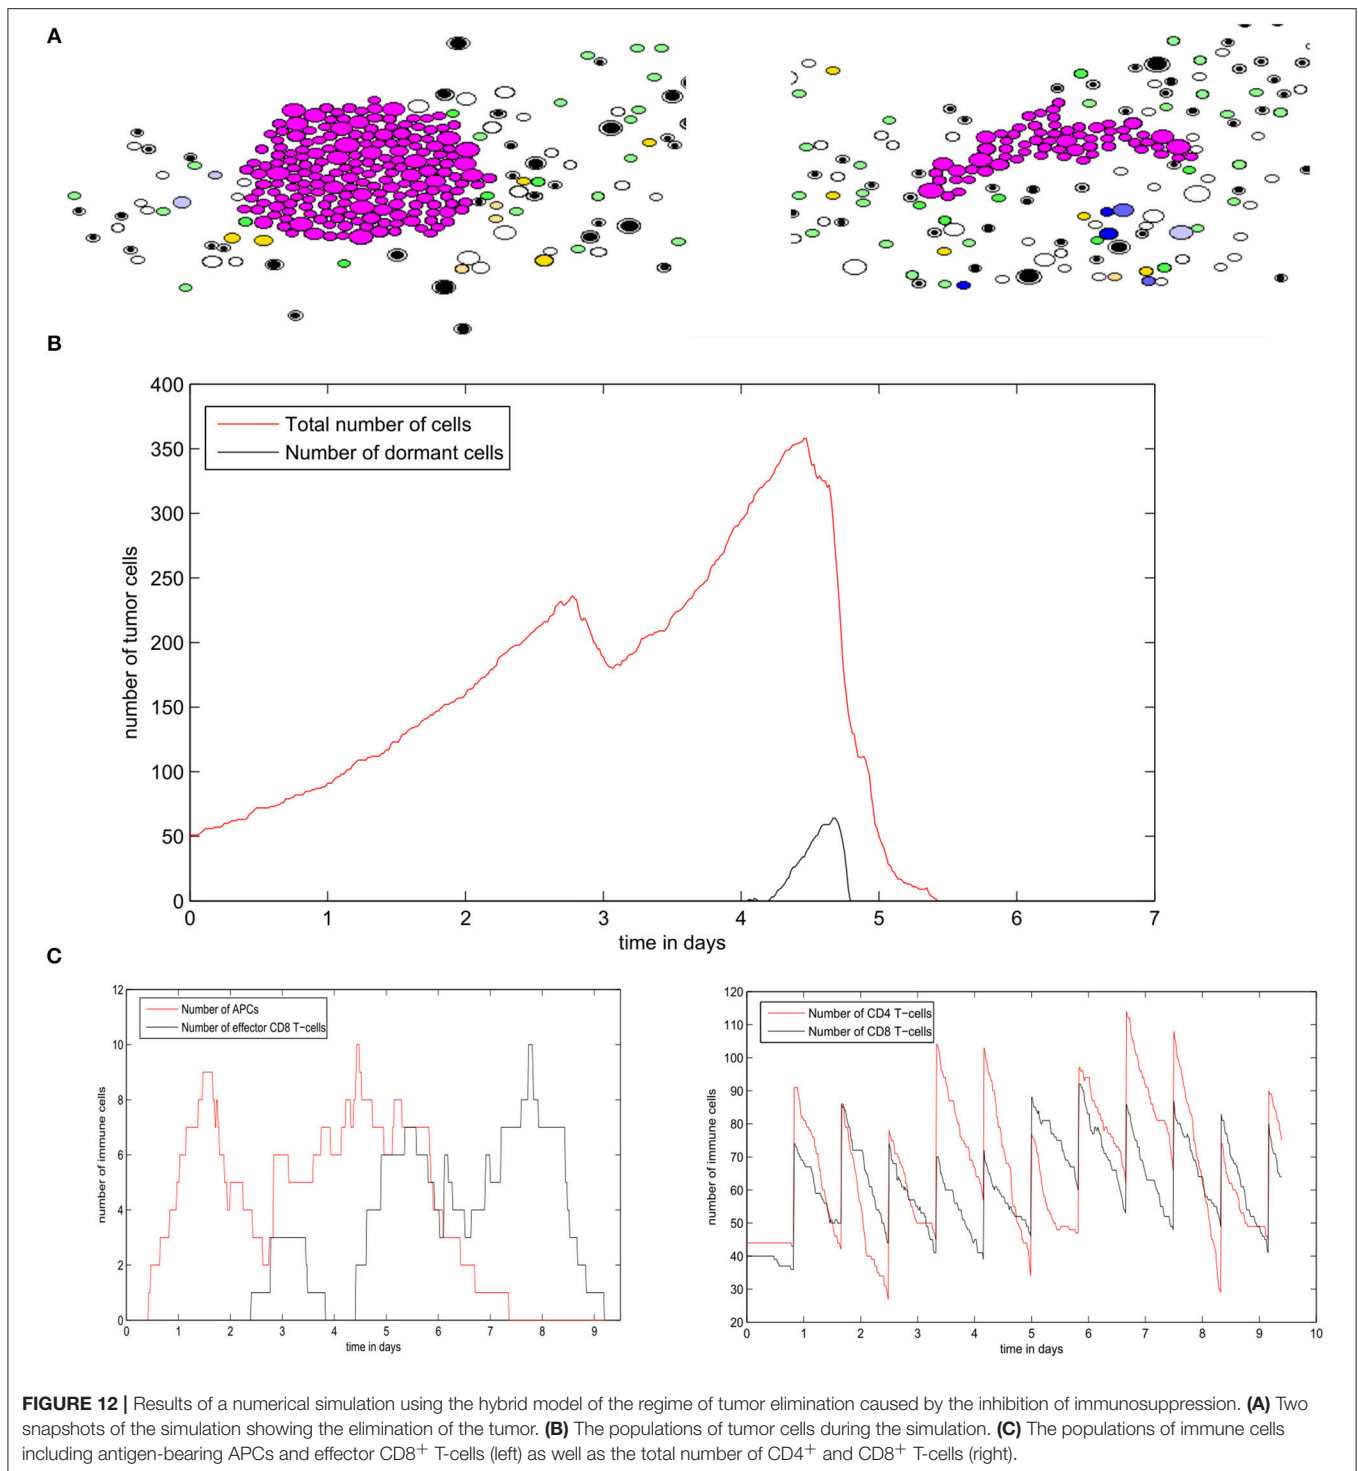 A
B
400
350
300
250
200
150
100
50
0
number of tumor cells
Total number of cells
Number of dormant cells
0 1 2 3 4 5 6 7
time in days
C
12
10
8
6
4
2
0
number of immune cells
Number of APCs
Number of effector CD8 T-cells
0 1 2 3 4 5 6 7 8 9
time in days
120
110
100
90
80
70
60
50
40
30
20
number of immune cells
Number of CD4 T-cells
Number of CD8 T-cells
0 1 2 3 4 5 6 7 8 9 10
time in days
FIGURE 12 | Results of a numerical simulation using the hybrid model of the regime of tumor elimination caused by the inhibition of immunosuppression. (A) Two
snapshots of the simulation showing the elimination of the tumor. (B) The populations of tumor cells during the simulation. (C) The populations of immune cells
including antigen-bearing APCs and effector CD8⁺ T-cells (left) as well as the total number of CD4⁺ and CD8⁺ T-cells (right).